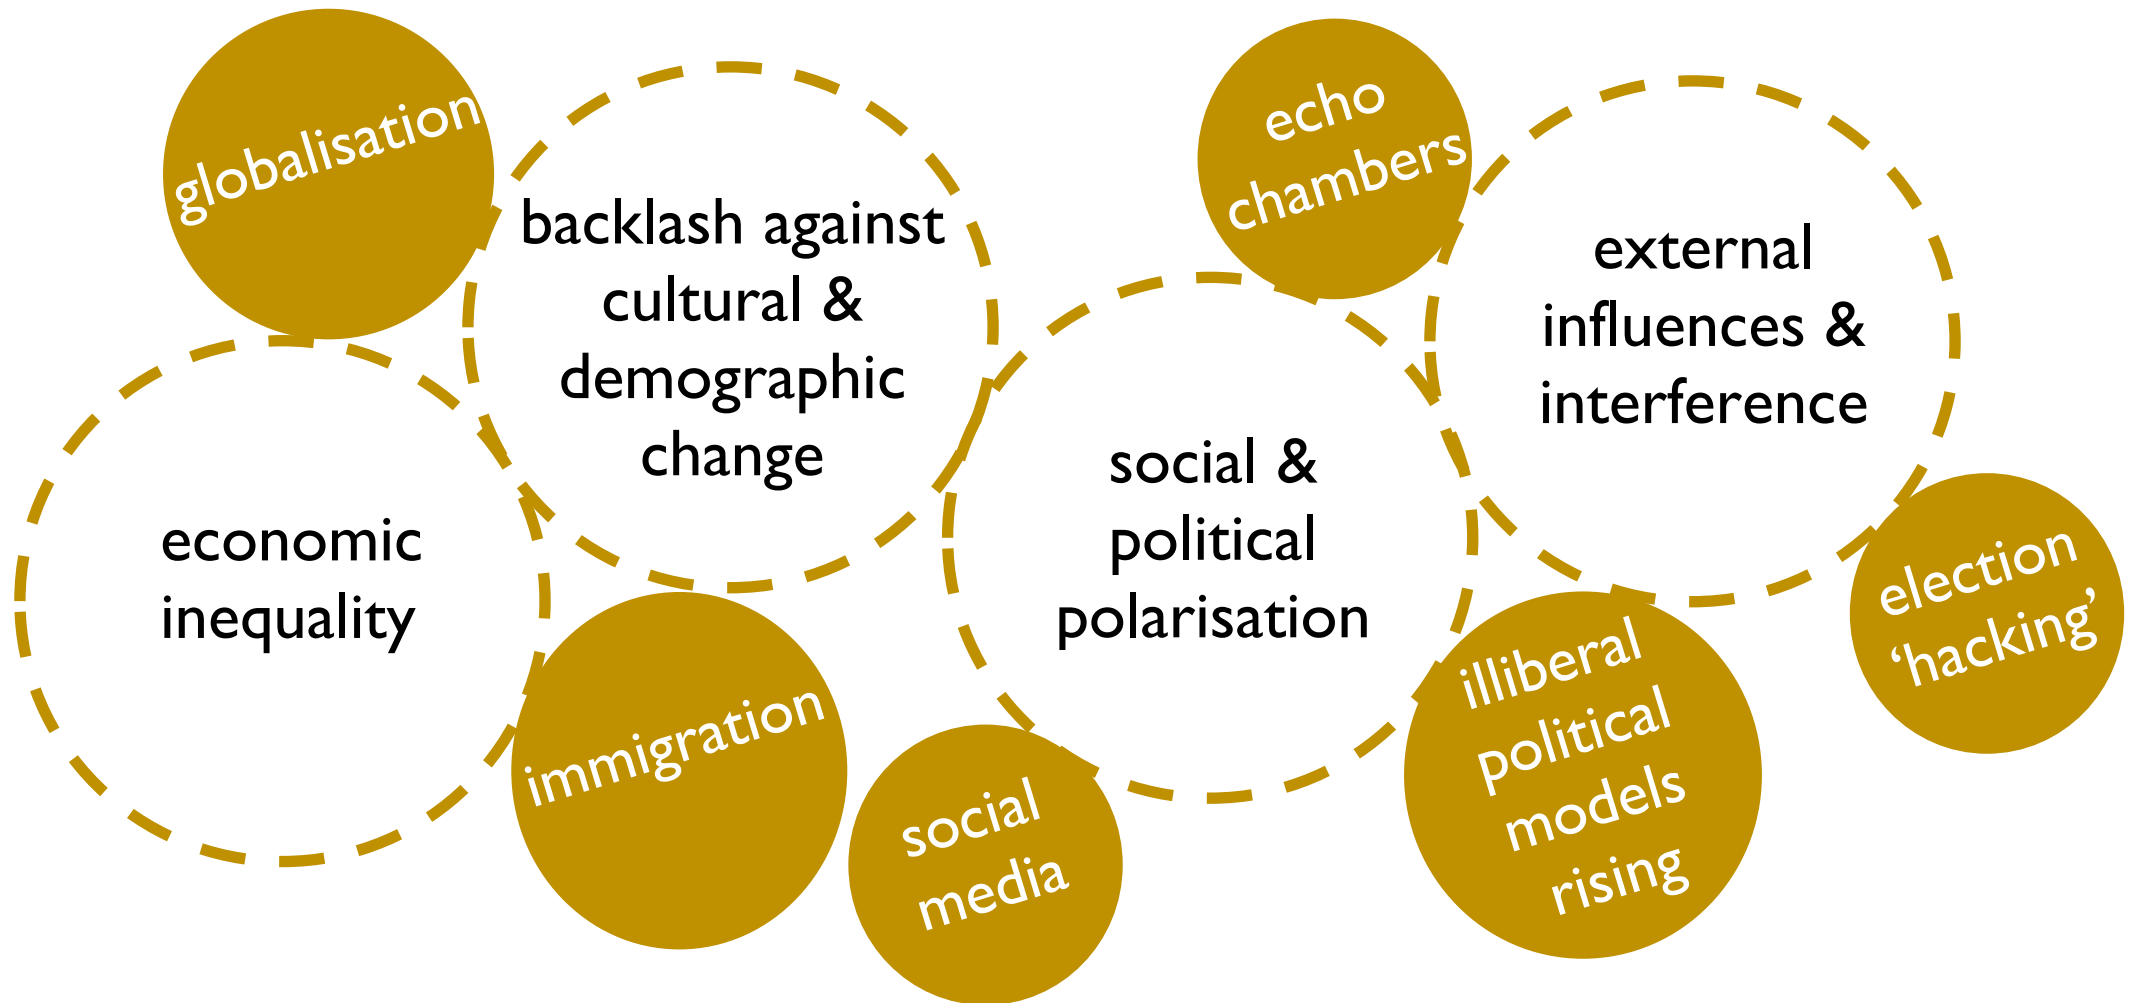 globalisation
backlash against
cultural &
demographic
change
economic
inequality
immigration
echo
chambers
social &
political
polarisation
social
media
external
influences &
interference
illiberal
political
models
rising
election
‘hacking’